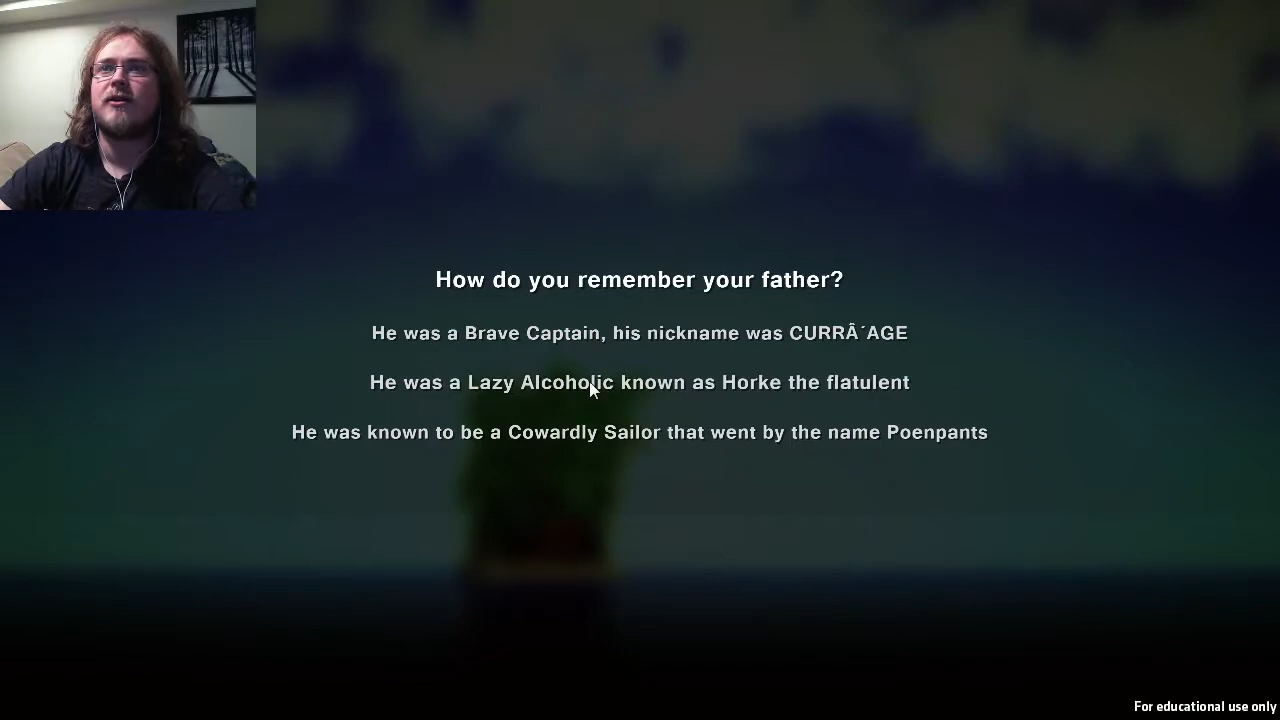 How do you remember your father?
He was a Brave Captain, his nickname was CURRÂ´AGE
He was a Lazy Alcoholic known as Horke the flatulent
He was known to be a Cowardly Sailor that went by the name Poenpants
For educational use only